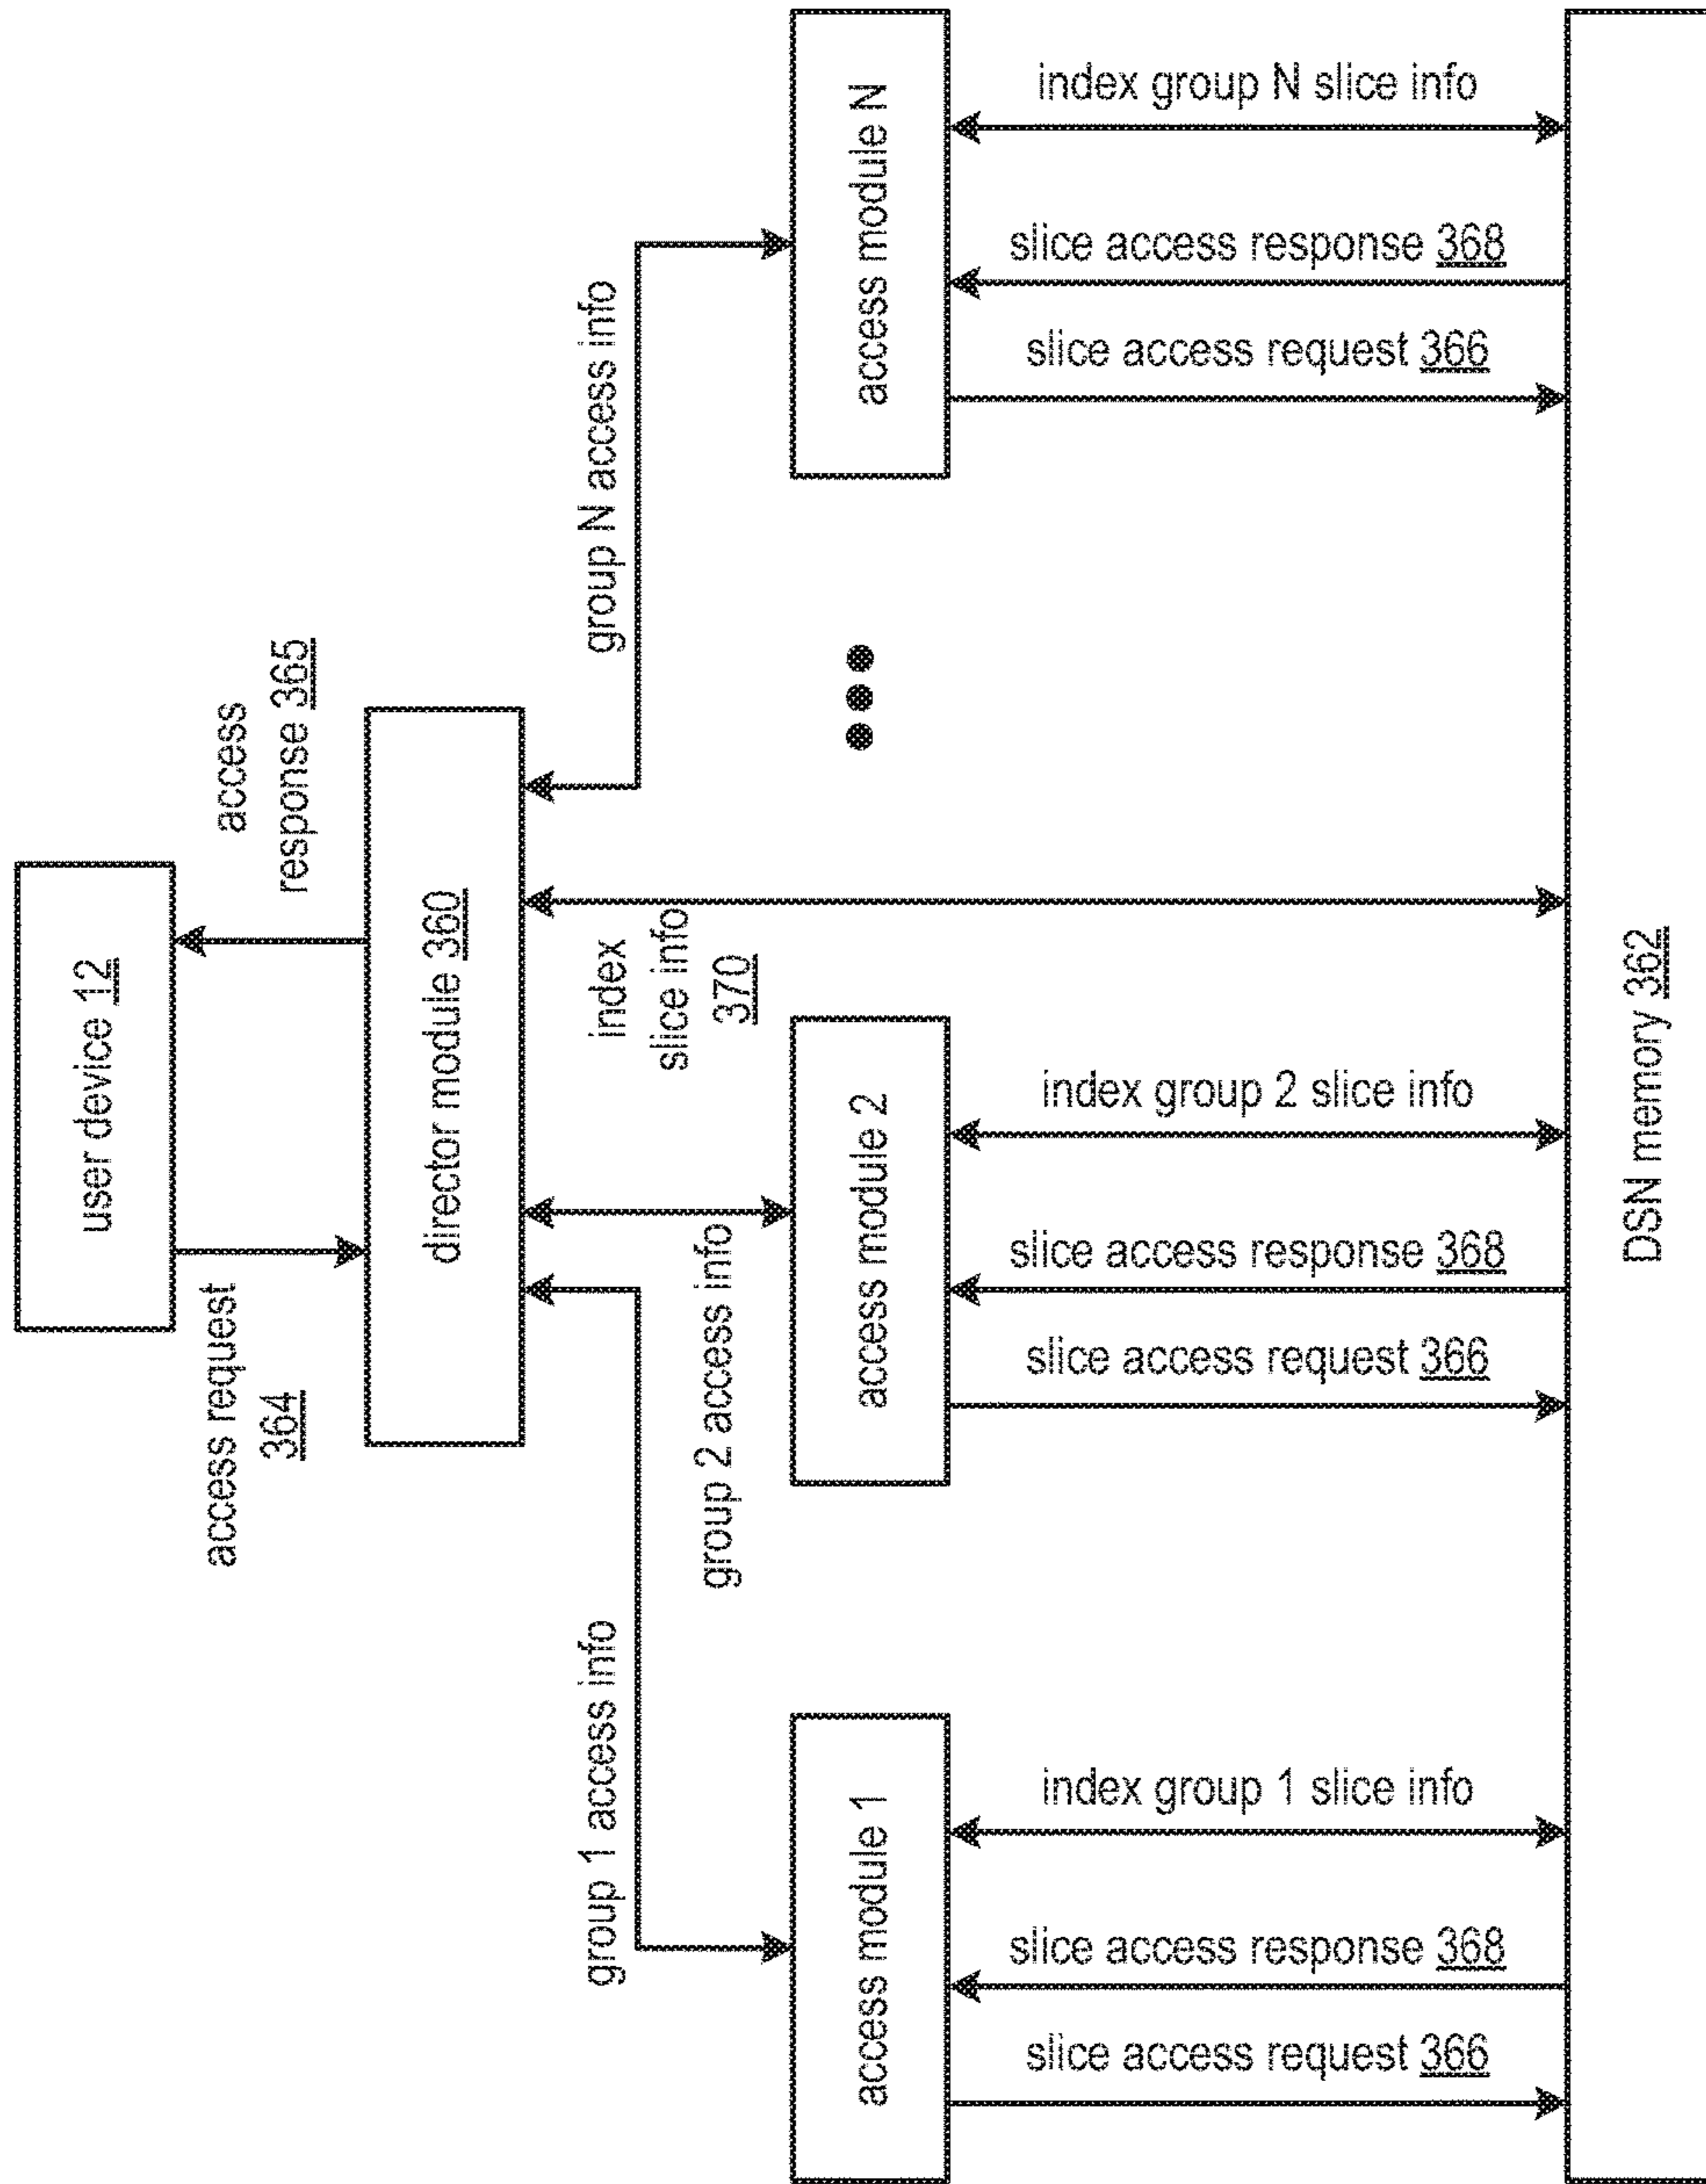 user device 12
access request
364
access
response 365
director module 360
group 1 access info
group 2 access info
index
slice info
370
group N access info
access module 1
access module 2
access module N
slice access request 366
slice access response 368
index group 1 slice info
slice access request 366
slice access response 368
index group 2 slice info
slice access request 366
slice access response 368
index group N slice info
DSN memory 362